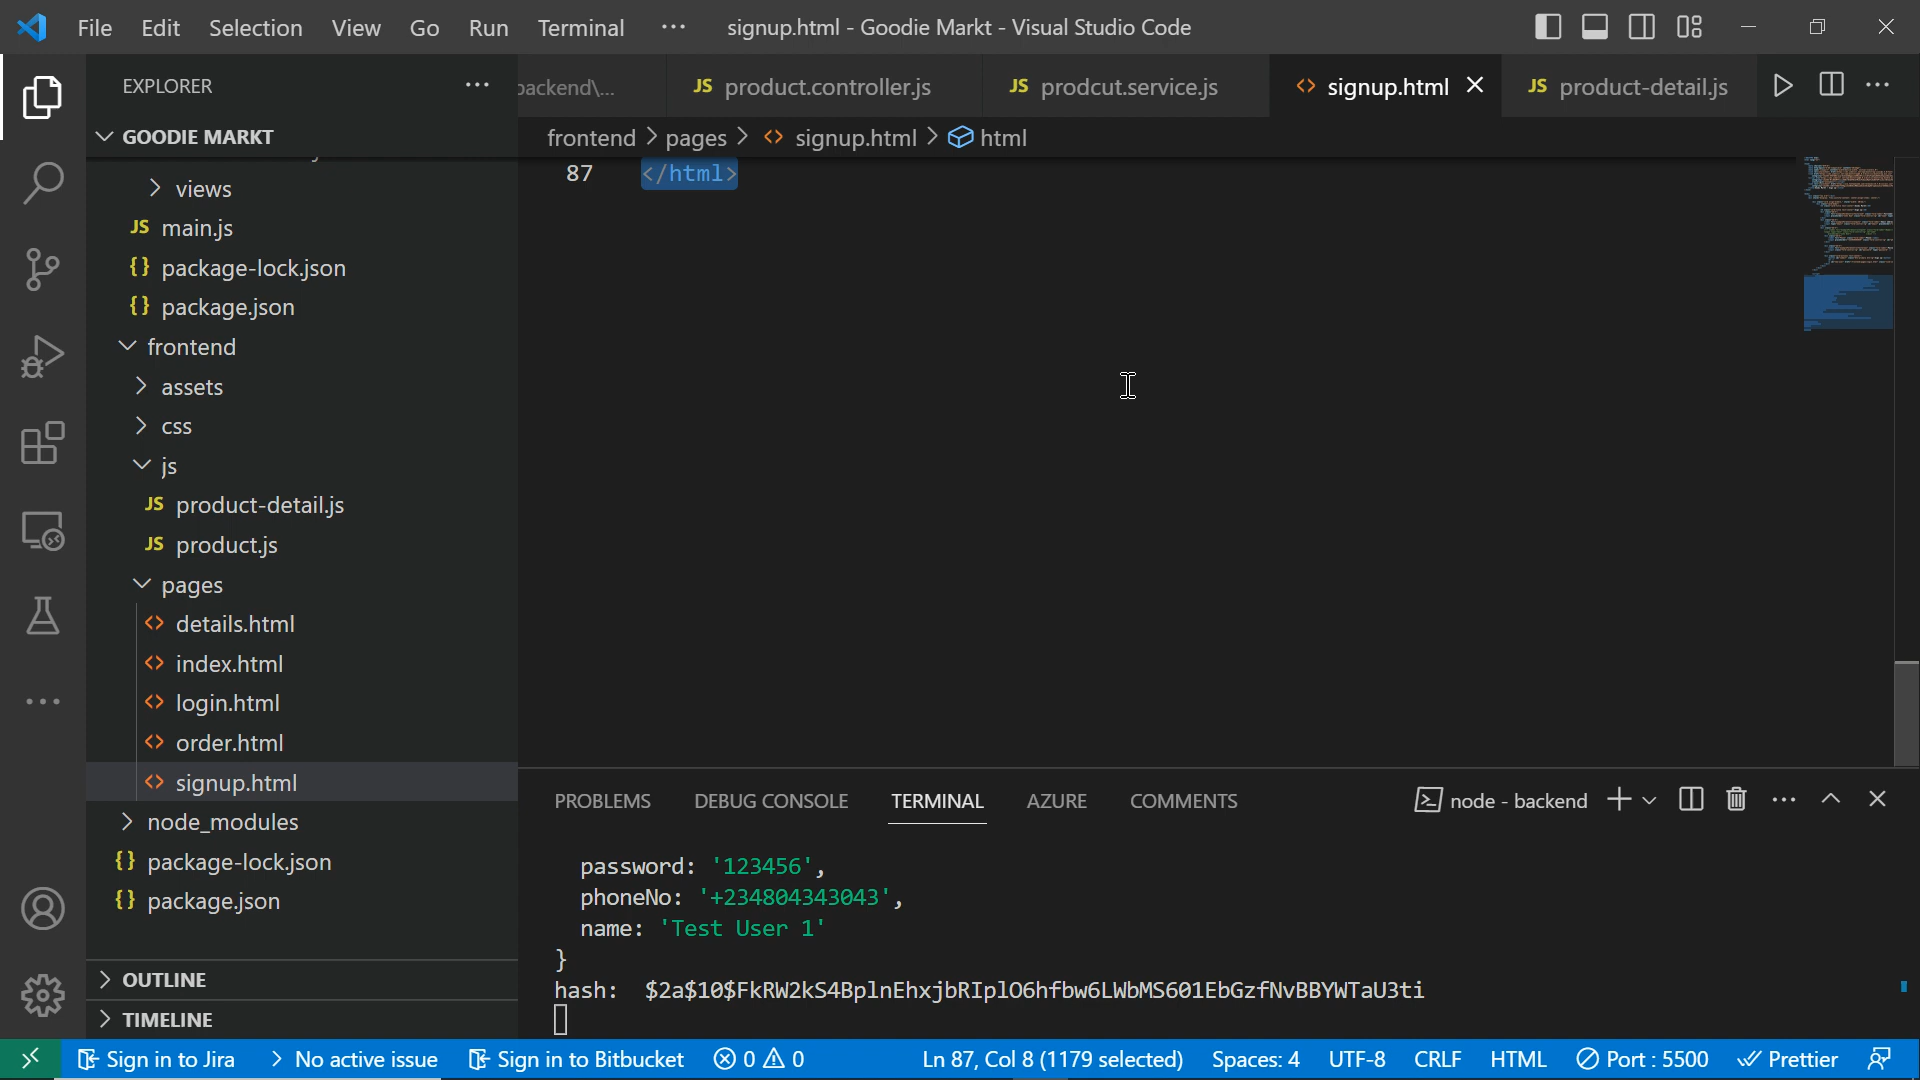 File Edit Selection View Go Run Terminal ··· signup.html - Goodie Markt - Visual Studio Code
EXPLORER ···
backend\... JS product.controller.js JS prodcut.service.js <> signup.html JS product-detail.js ···
GOODIE MARKT
frontend > pages > <> signup.html > html
87 </html>
views
JS main.js
{} package-lock.json
{} package.json
frontend
assets
css
js
JS product-detail.js
JS product.js
pages
<> details.html
<> index.html
<> login.html
<> order.html
<> signup.html
node_modules
{} package-lock.json
{} package.json
OUTLINE
TIMELINE
PROBLEMS DEBUG CONSOLE TERMINAL AZURE COMMENTS node - backend
password: '123456',
phoneNo: '+234804343043',
name: 'Test User 1'
}
hash: $2a$10$FkRW2kS4BplnEhxjbRIplO6hfbw6LWbMS601EbGzfNvBBYWTaU3ti
Sign in to Jira No active issue Sign in to Bitbucket 0 0 Ln 87, Col 8 (1179 selected) Spaces: 4 UTF-8 CRLF HTML Port : 5500 Prettier